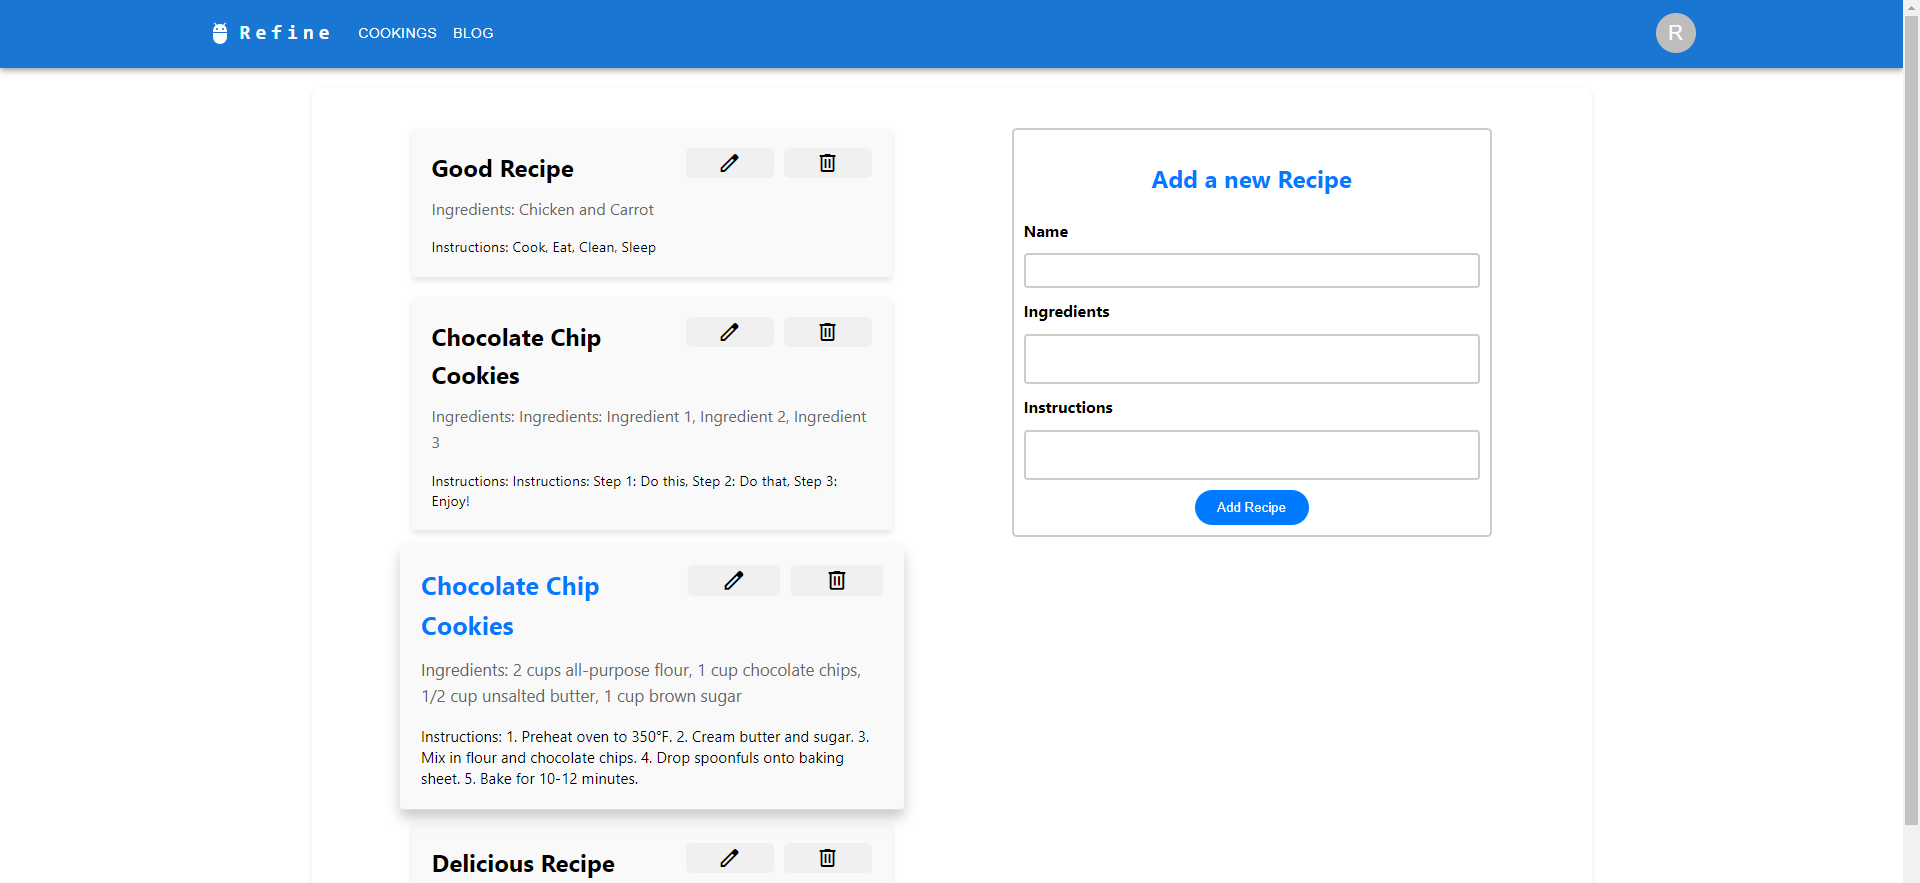 Refine
COOKINGS
BLOG
R
Good Recipe
Ingredients: Chicken and Carrot
Instructions: Cook, Eat, Clean, Sleep
Chocolate Chip
Cookies
Ingredients: Ingredients: Ingredient 1, Ingredient 2, Ingredient
3
Instructions: Instructions: Step 1: Do this, Step 2: Do that, Step 3:
Enjoy!
Chocolate Chip
Cookies
Ingredients: 2 cups all-purpose flour, 1 cup chocolate chips,
1/2 cup unsalted butter, 1 cup brown sugar
Instructions: 1. Preheat oven to 350°F. 2. Cream butter and sugar. 3.
Mix in flour and chocolate chips. 4. Drop spoonfuls onto baking
sheet. 5. Bake for 10-12 minutes.
Delicious Recipe
Add a new Recipe
Name
Ingredients
Instructions
Add Recipe